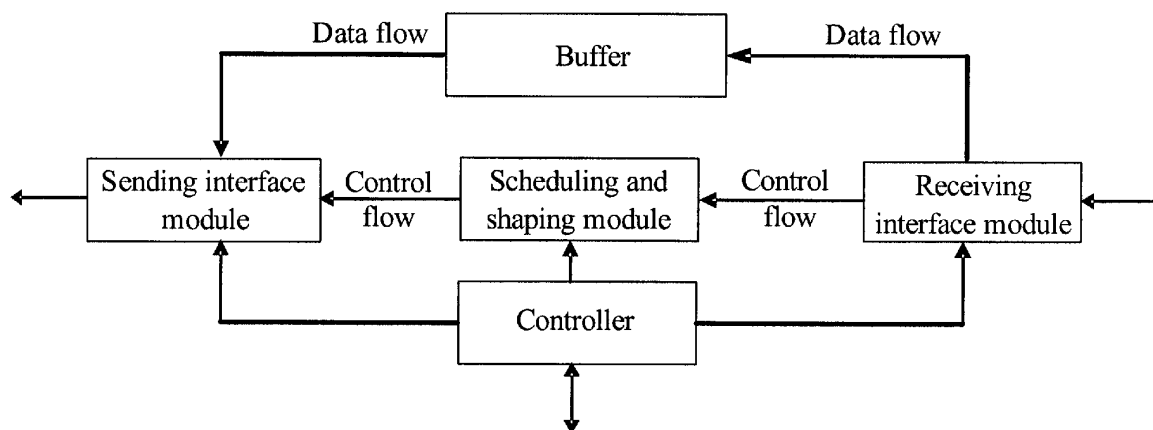 Data flow
Buffer
Data flow
Sending interface
module
Control
flow
Scheduling and
shaping module
Control
flow
Receiving
interface module
Controller